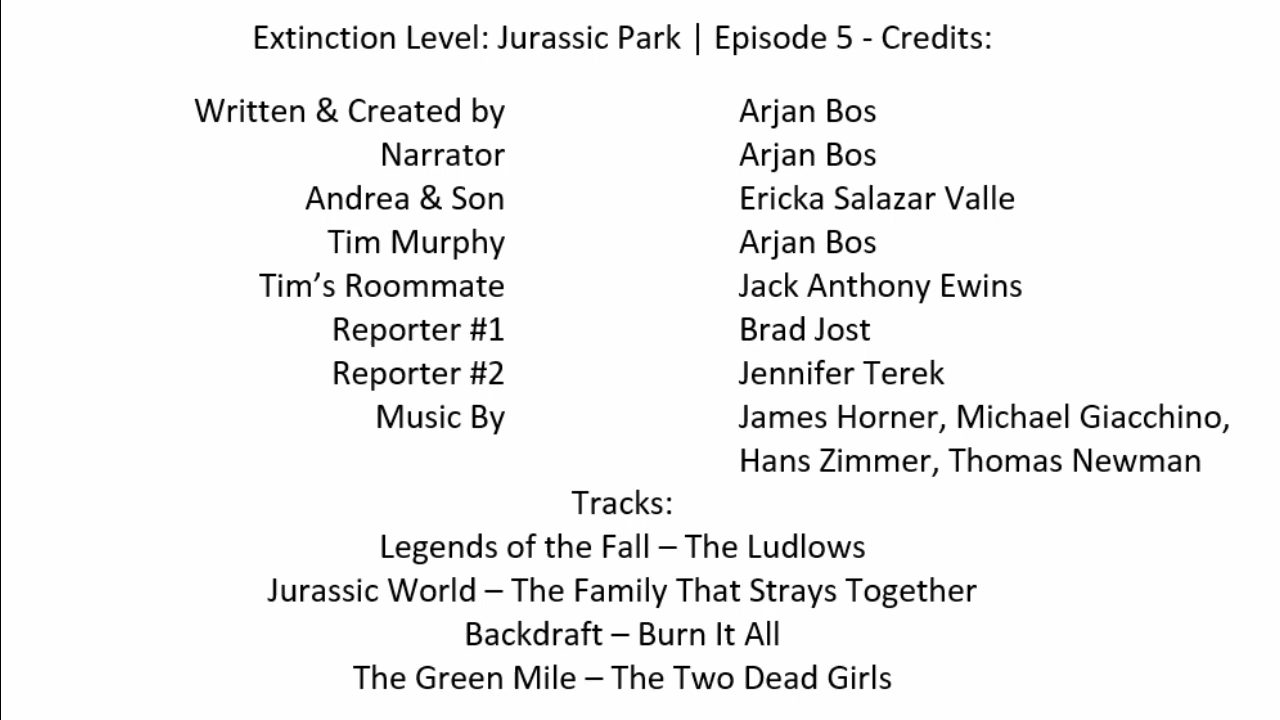 Extinction Level: Jurassic Park | Episode 5 - Credits:
Written & Created by Arjan Bos
Narrator Arjan Bos
Andrea & Son Ericka Salazar Valle
Tim Murphy Arjan Bos
Tim’s Roommate Jack Anthony Ewins
Reporter #1 Brad Jost
Reporter #2 Jennifer Terek
Music By James Horner, Michael Giacchino,
Hans Zimmer, Thomas Newman
Tracks:
Legends of the Fall – The Ludlows
Jurassic World – The Family That Strays Together
Backdraft – Burn It All
The Green Mile – The Two Dead Girls